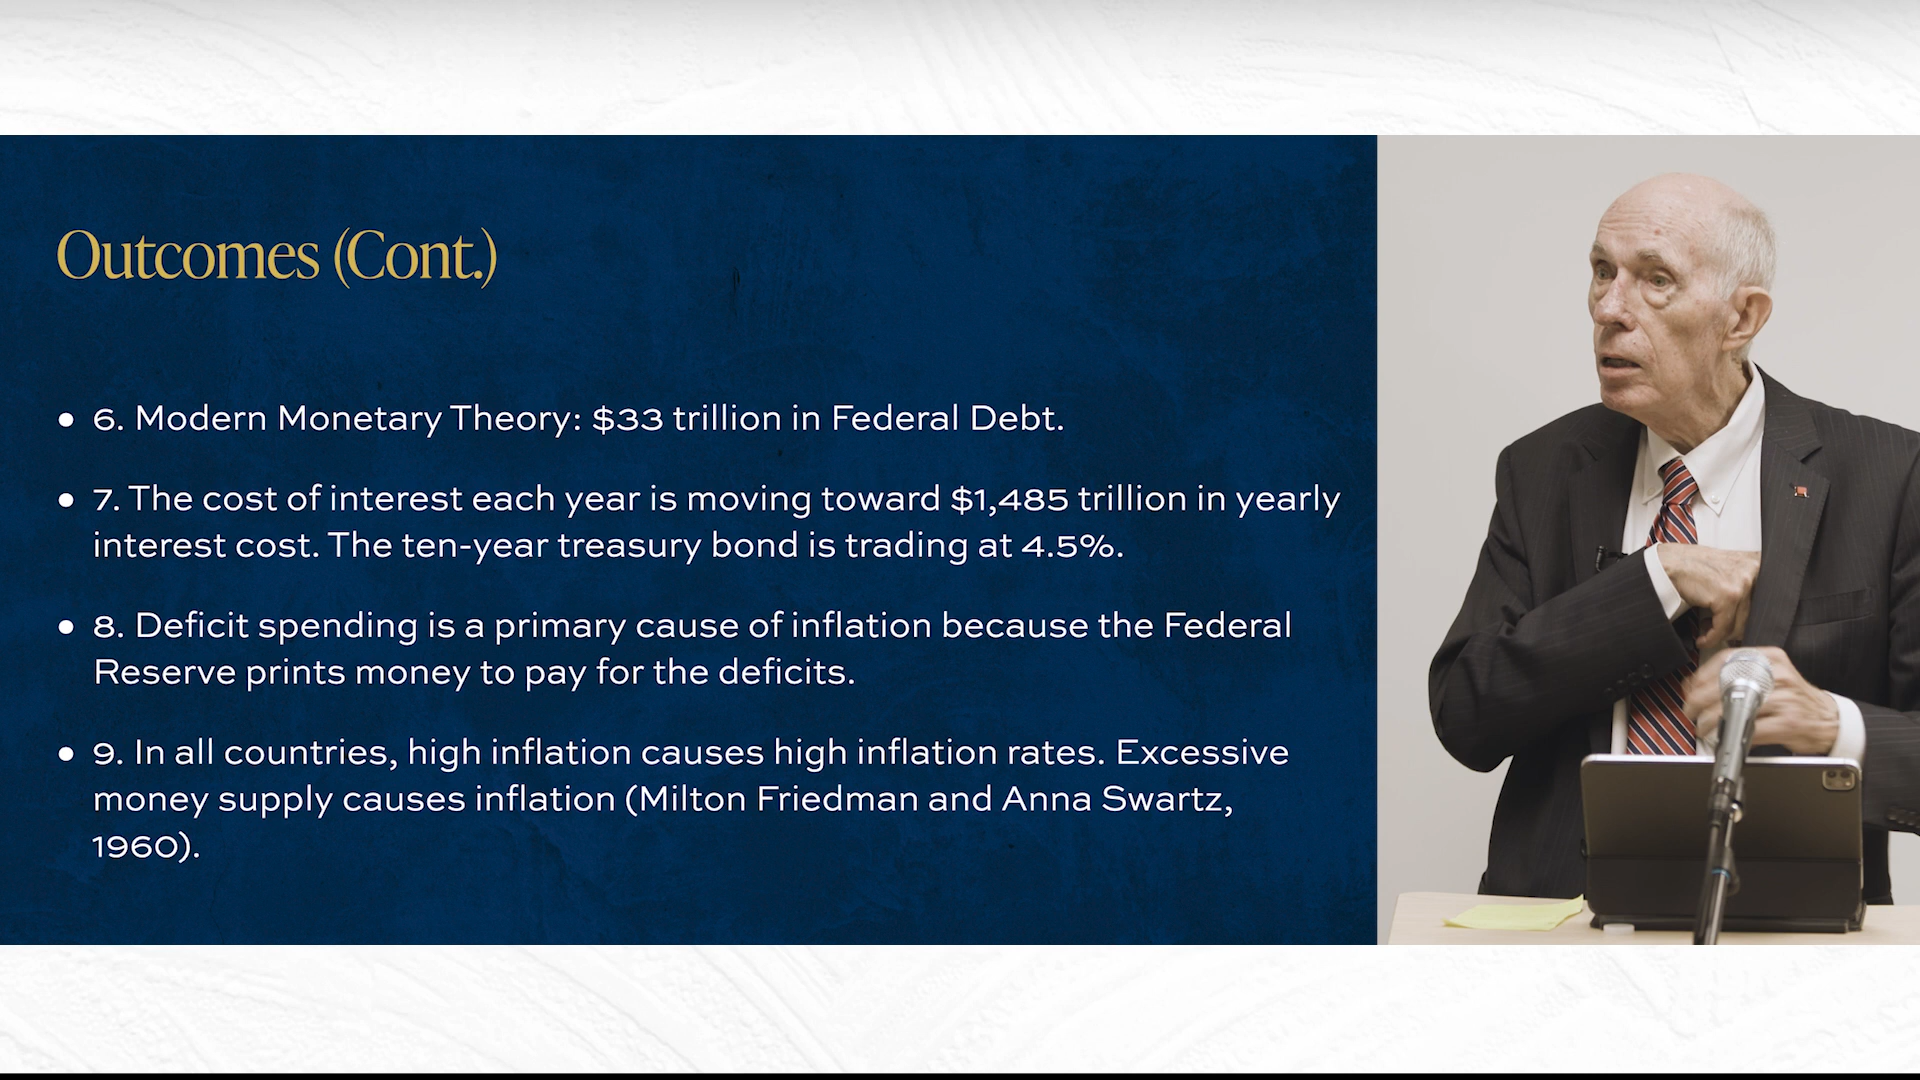 Outcomes (Cont.)
• 6. Modern Monetary Theory: $33 trillion in Federal Debt.
• 7. The cost of interest each year is moving toward $1,485 trillion in yearly
interest cost. The ten-year treasury bond is trading at 4.5%.
• 8. Deficit spending is a primary cause of inflation because the Federal
Reserve prints money to pay for the deficits.
• 9. In all countries, high inflation causes high inflation rates. Excessive
money supply causes inflation (Milton Friedman and Anna Swartz,
1960).